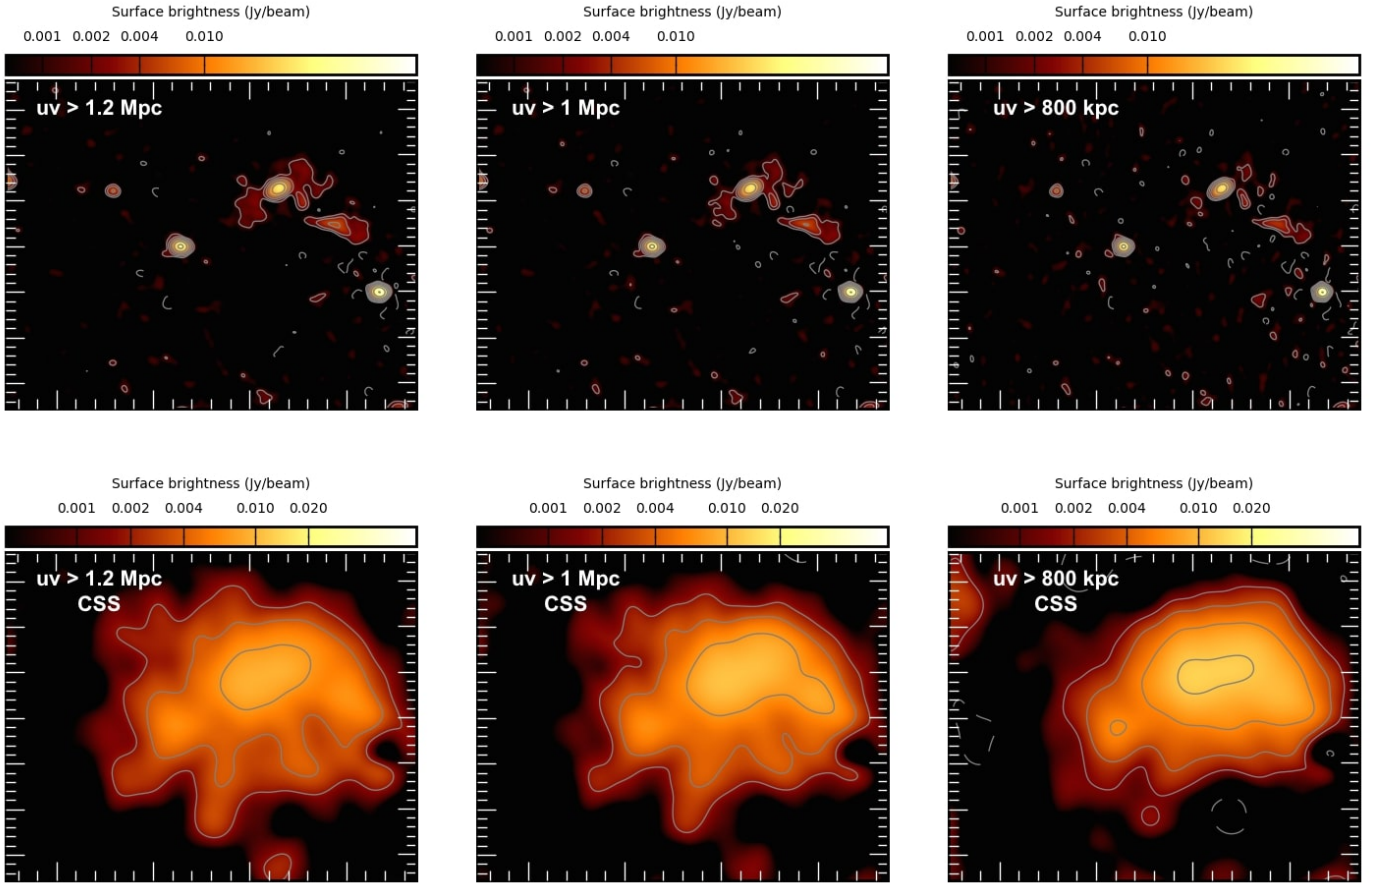 Surface brightness (Jy/beam) Surface brightness (Jy/beam) Surface brightness (Jy/beam)
0.001 0.002 0.004 0.010 0.001 0.002 0.004 0.010 0.001 0.002 0.004 0.010
uv > 1.2 Mpc uv > 1 Mpc uv > 800 kpc
Surface brightness (Jy/beam) Surface brightness (Jy/beam) Surface brightness (Jy/beam)
0.001 0.002 0.004 0.010 0.020 0.001 0.002 0.004 0.010 0.020 0.001 0.002 0.004 0.010 0.020
uv > 1.2 Mpc uv > 1 Mpc uv > 800 kpc
CSS CSS CSS